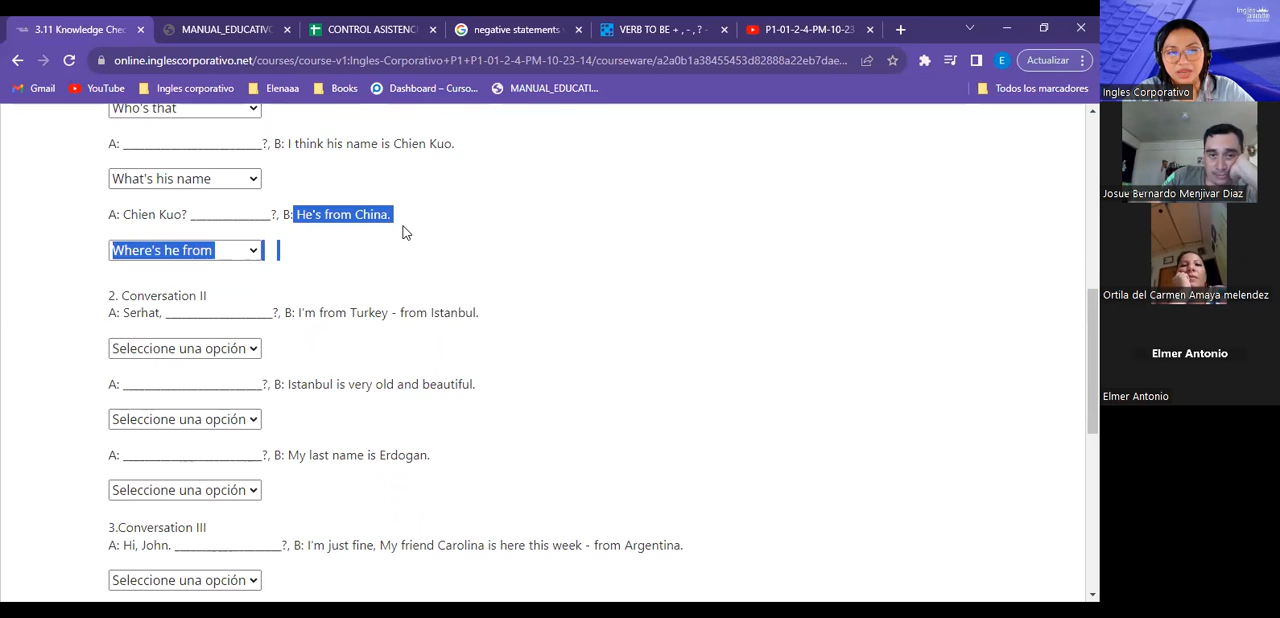 3.11 Knowledge Che
MANUAL_EDUCATIV
CONTROL ASISTENC
negative statements
VERB TO BE + , - , ? -
P1-01-2-4-PM-10-23
online.inglescorporativo.net/courses/course-v1:Ingles-Corporativo+P1+P1-01-2-4-PM-10-23-14/courseware/a2a0b1a38455453d82888a22eb7dae...
E
Actualizar
Gmail
YouTube
Ingles corporativo
Elenaaa
Books
Dashboard – Curso...
MANUAL_EDUCATI...
Todos los marcadores
Who's that
A: _________________________?, B: I think his name is Chien Kuo.
What's his name
A: Chien Kuo? ______________?, B: He's from China.
Where's he from
2. Conversation II
A: Serhat, ___________________?, B: I'm from Turkey - from Istanbul.
Seleccione una opción
A: _________________________?, B: Istanbul is very old and beautiful.
Seleccione una opción
A: _________________________?, B: My last name is Erdogan.
Seleccione una opción
3.Conversation III
A: Hi, John. ___________________?, B: I'm just fine, My friend Carolina is here this week - from Argentina.
Seleccione una opción
Ingles Corporativo
Josue Bernardo Menjivar Diaz
Ortila del Carmen Amaya melendez
Elmer Antonio
Elmer Antonio